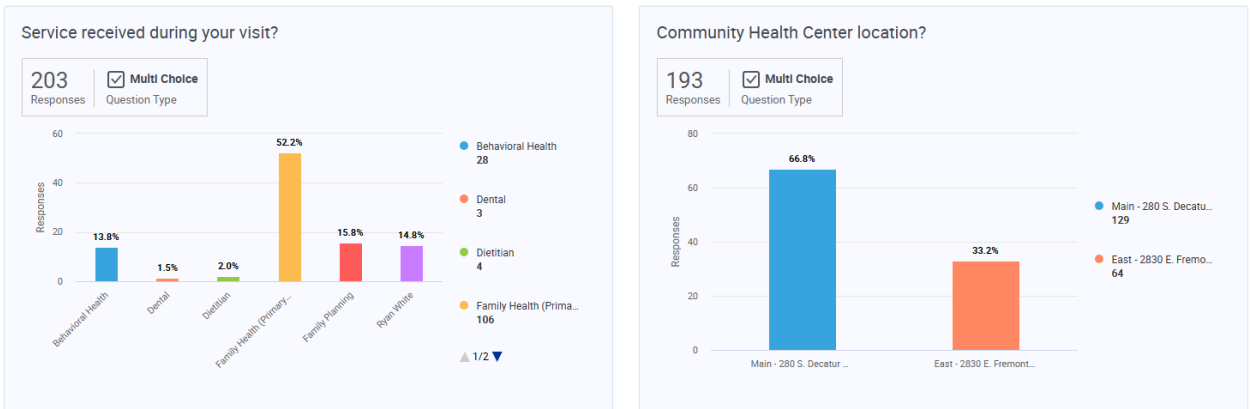 Service received during your visit?
203
Responses
Multi Choice
Question Type
60
40
20
0
Responses
13.8%
1.5%
2.0%
52.2%
15.8%
14.8%
Behavioral Health
Dental
Dietitian
Family Health (Primary...
Family Planning
Ryan White
Behavioral Health
28
Dental
3
Dietitian
4
Family Health (Prima...
106
1/2
Community Health Center location?
193
Responses
Multi Choice
Question Type
80
60
40
20
0
Responses
66.8%
33.2%
Main - 280 S. Decatur ...
East - 2830 E. Fremont...
Main - 280 S. Decatu...
129
East - 2830 E. Fremo...
64